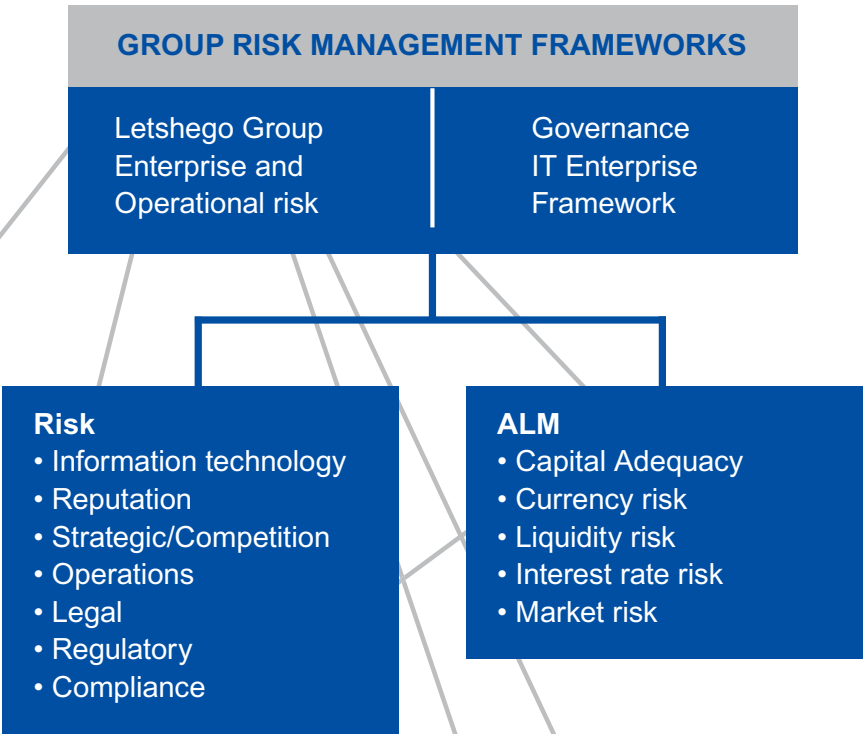 GROUP RISK MANAGEMENT FRAMEWORKS
Letshego Group
Enterprise and
Operational risk
Governance
IT Enterprise
Framework
Risk
• Information technology
• Reputation
• Strategic/Competition
• Operations
• Legal
• Regulatory
• Compliance
ALM
• Capital Adequacy
• Currency risk
• Liquidity risk
• Interest rate risk
• Market risk